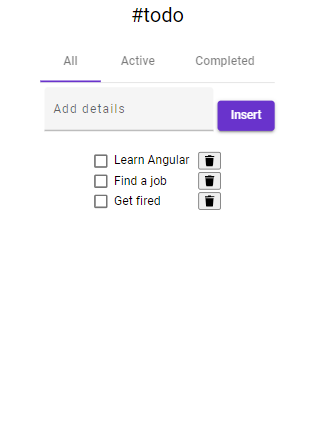 #todo
All Active Completed
Add details Insert
Learn Angular
Find a job
Get fired